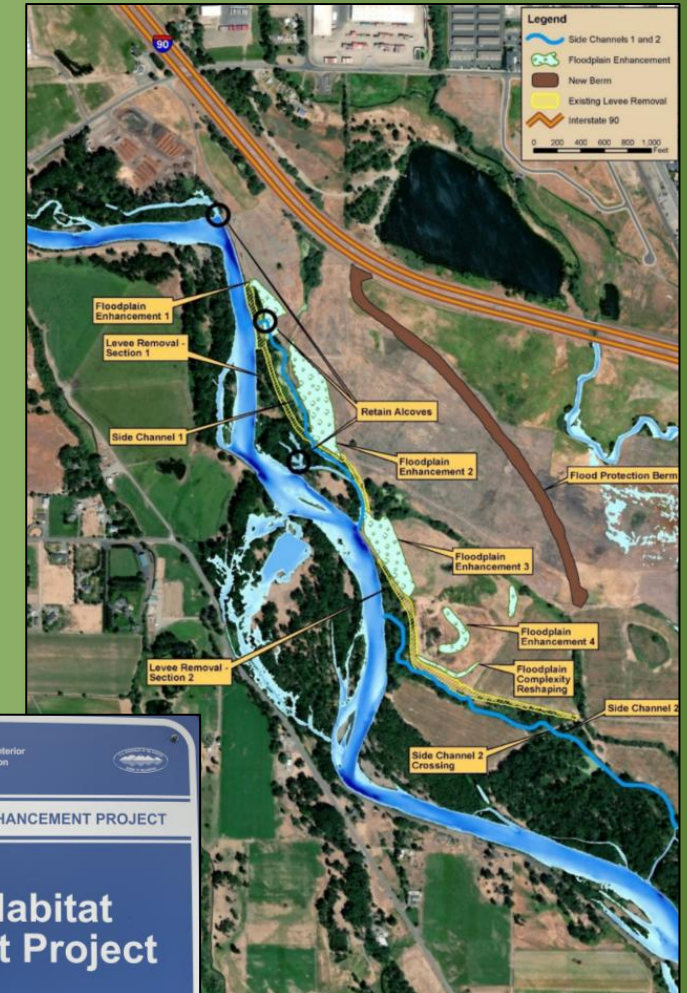 90
Legend
Side Channels 1 and 2
Floodplain Enhancement
New Berm
Existing Levee Removal
Interstate 90
0 200 400 600 800 1,000
Feet
Floodplain
Enhancement 1
Levee Removal -
Section 1
Side Channel 1
Retain Alcoves
Floodplain
Enhancement 2
Flood Protection Berm
Floodplain
Enhancement 3
Floodplain
Enhancement 4
Levee Removal -
Section 2
Floodplain
Complexity
Reshaping
Side Channel 2
Side Channel 2
Crossing
terior
on
HANCEMENT PROJECT
Habitat
t Project